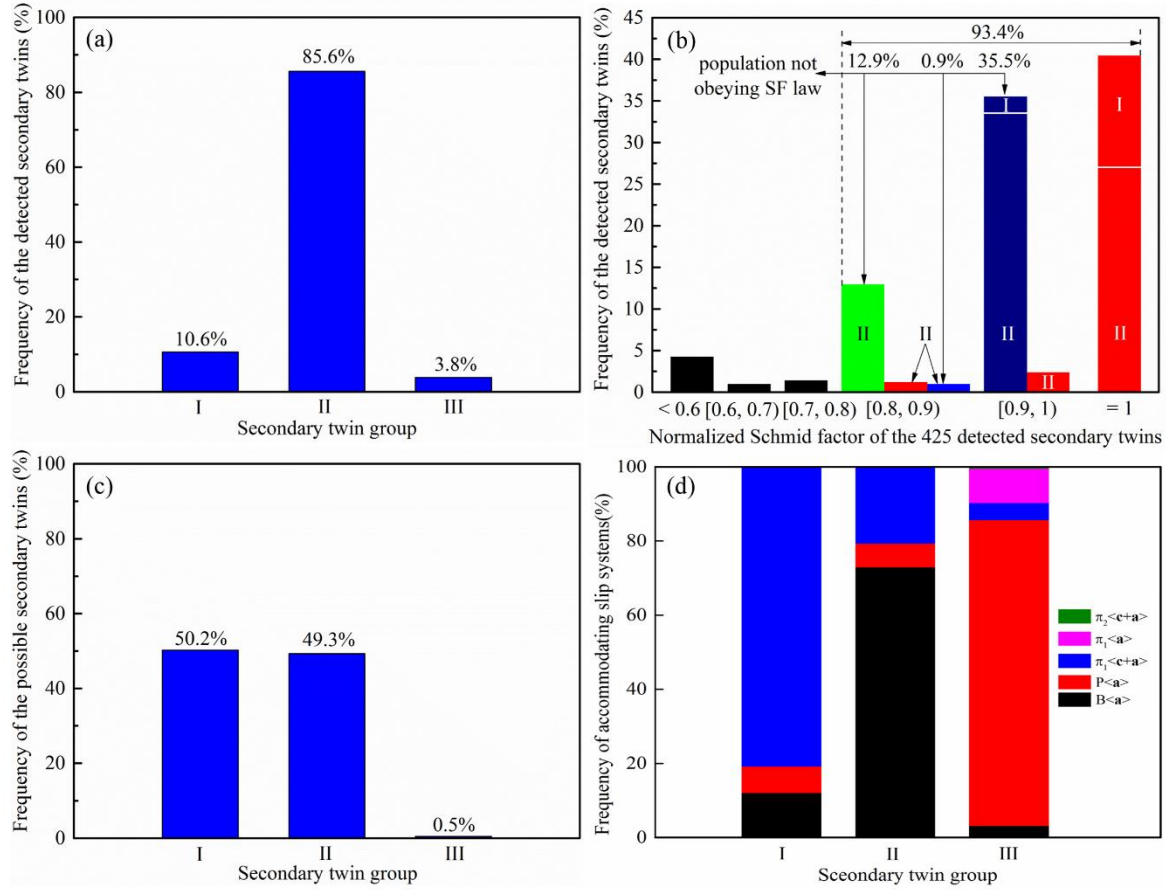 (a)
Frequency of the detected secondary twins (%)
100
80
60
40
20
0
10.6%
85.6%
3.8%
I II III
Secondary twin group
(b)
Frequency of the detected secondary twins (%)
45
40
35
30
25
20
15
10
5
0
93.4%
12.9% 0.9% 35.5%
population not
obeying SF law
I
I
II
II
II
II
II
< 0.6 [0.6, 0.7) [0.7, 0.8) [0.8, 0.9) [0.9, 1) = 1
Normalized Schmid factor of the 425 detected secondary twins
(c)
Frequency of the possible secondary twins (%)
100
80
60
40
20
0
50.2%
49.3%
0.5%
I II III
Secondary twin group
(d)
Frequency of accommodating slip systems(%)
100
80
60
40
20
0
π₂<c+a>
π₁<a>
π₁<c+a>
P<a>
B<a>
I II III
Sceondary twin group